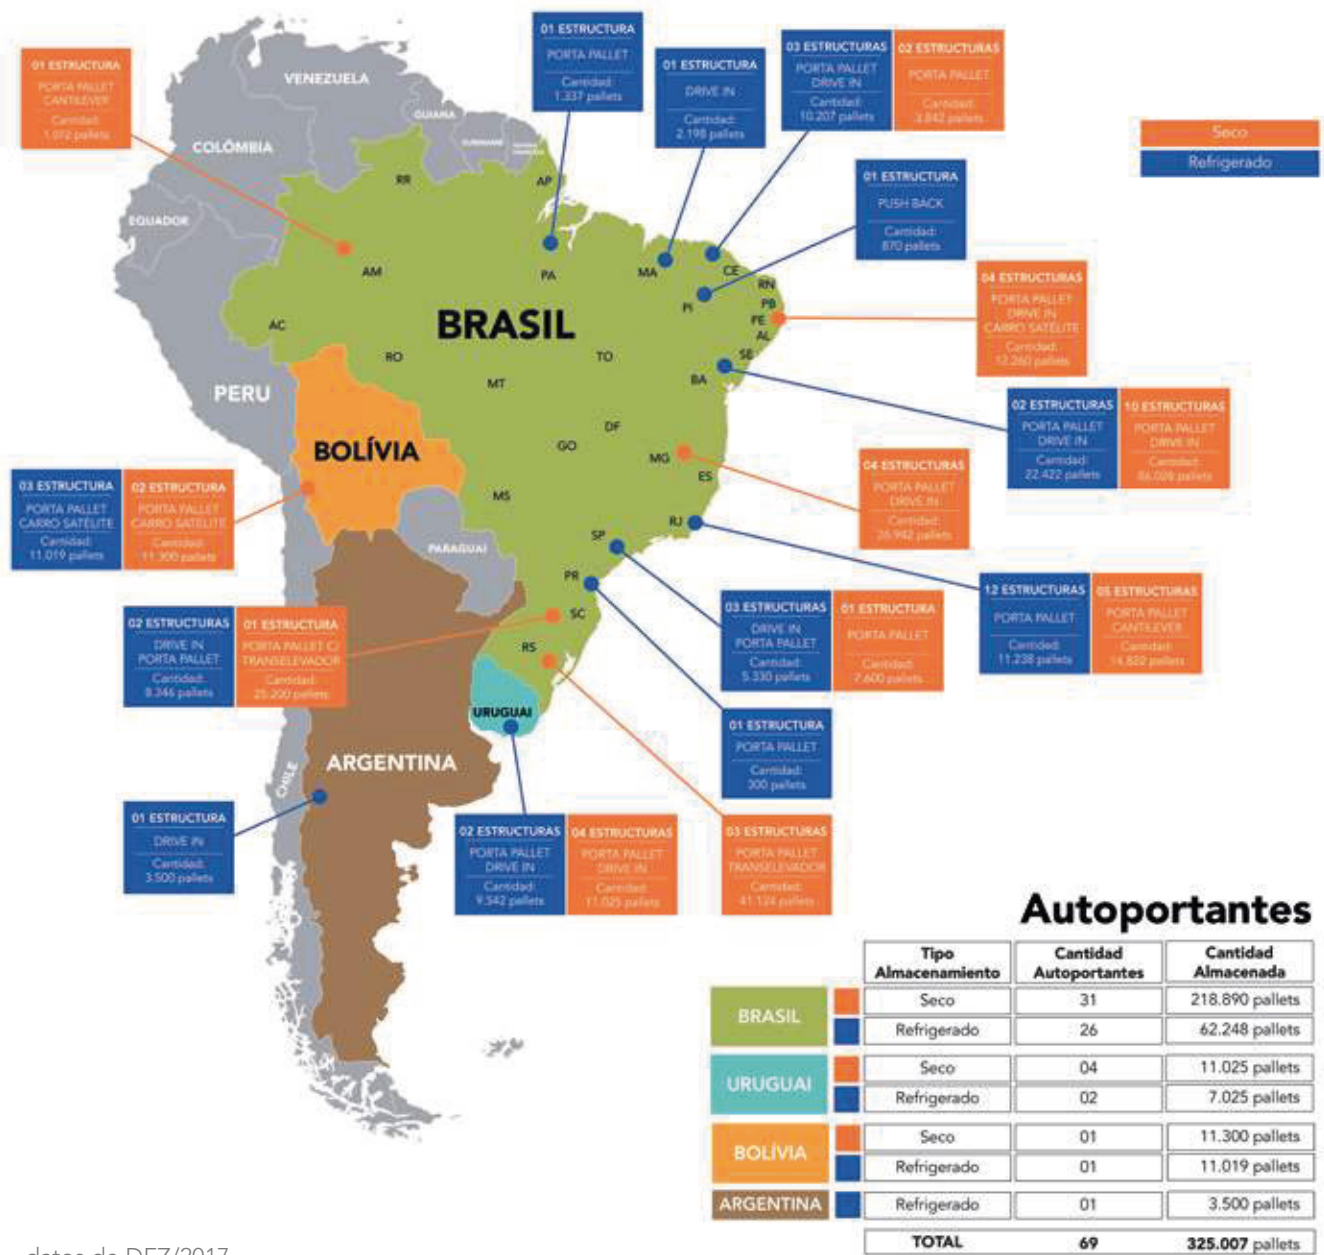 01 ESTRUCTURA
PORTA PALLET
CANTILEVER
Cantidad:
1.072 pallets
01 ESTRUCTURA
PORTA PALLET
Cantidad:
1.337 pallets
01 ESTRUCTURA
DRIVE IN
Cantidad:
2.198 pallets
03 ESTRUCTURAS
PORTA PALLET
DRIVE IN
Cantidad:
10.207 pallets
02 ESTRUCTURAS
PORTA PALLET
Cantidad:
3.842 pallets
Seco
Refrigerado
01 ESTRUCTURA
PUSH BACK
Cantidad:
870 pallets
04 ESTRUCTURAS
PORTA PALLET
DRIVE IN
CARRO SATÉLITE
Cantidad:
12.260 pallets
02 ESTRUCTURAS
PORTA PALLET
DRIVE IN
Cantidad:
22.422 pallets
10 ESTRUCTURAS
PORTA PALLET
DRIVE IN
Cantidad:
pallets
04 ESTRUCTURAS
PORTA PALLET
DRIVE IN
Cantidad:
26.942 pallets
12 ESTRUCTURAS
PORTA PALLET
Cantidad:
11.238 pallets
05 ESTRUCTURAS
PORTA PALLET
CANTILEVER
Cantidad:
14.822 pallets
03 ESTRUCTURAS
DRIVE IN
PORTA PALLET
Cantidad:
5.330 pallets
01 ESTRUCTURA
PORTA PALLET
Cantidad:
7.600 pallets
01 ESTRUCTURA
PORTA PALLET
Cantidad:
300 pallets
03 ESTRUCTURAS
PORTA PALLET
TRANSELEVADOR
Cantidad:
41.124 pallets
02 ESTRUCTURAS
PORTA PALLET
DRIVE IN
Cantidad:
9.542 pallets
04 ESTRUCTURAS
PORTA PALLET
DRIVE IN
Cantidad:
11.025 pallets
03 ESTRUCTURA
PORTA PALLET
CARRO SATÉLITE
Cantidad:
11.019 pallets
02 ESTRUCTURA
PORTA PALLET
CARRO SATÉLITE
Cantidad:
11.300 pallets
02 ESTRUCTURAS
DRIVE IN
PORTA PALLET
Cantidad:
8.346 pallets
01 ESTRUCTURA
PORTA PALLET C/
TRANSELEVADOR
Cantidad:
25.200 pallets
01 ESTRUCTURA
DRIVE IN
Cantidad:
3.500 pallets
VENEZUELA
GUIANA
SURINAME
COLÔMBIA
EQUADOR
PERU
BRASIL
BOLÍVIA
PARAGUAI
CHILE
ARGENTINA
URUGUAI
RR
AP
AM
PA
MA
CE
RN
PB
PE
AL
SE
PI
AC
RO
MT
TO
BA
DF
GO
MG
ES
MS
RJ
SP
PR
SC
RS
Autoportantes
Tipo Almacenamiento Cantidad Autoportantes Cantidad Almacenada
BRASIL
Seco 31 218.890 pallets
Refrigerado 26 62.248 pallets
URUGUAI
Seco 04 11.025 pallets
Refrigerado 02 7.025 pallets
BOLÍVIA
Seco 01 11.300 pallets
Refrigerado 01 11.019 pallets
ARGENTINA Refrigerado 01 3.500 pallets
TOTAL 69 325.007 pallets
datos de DEZ/2017